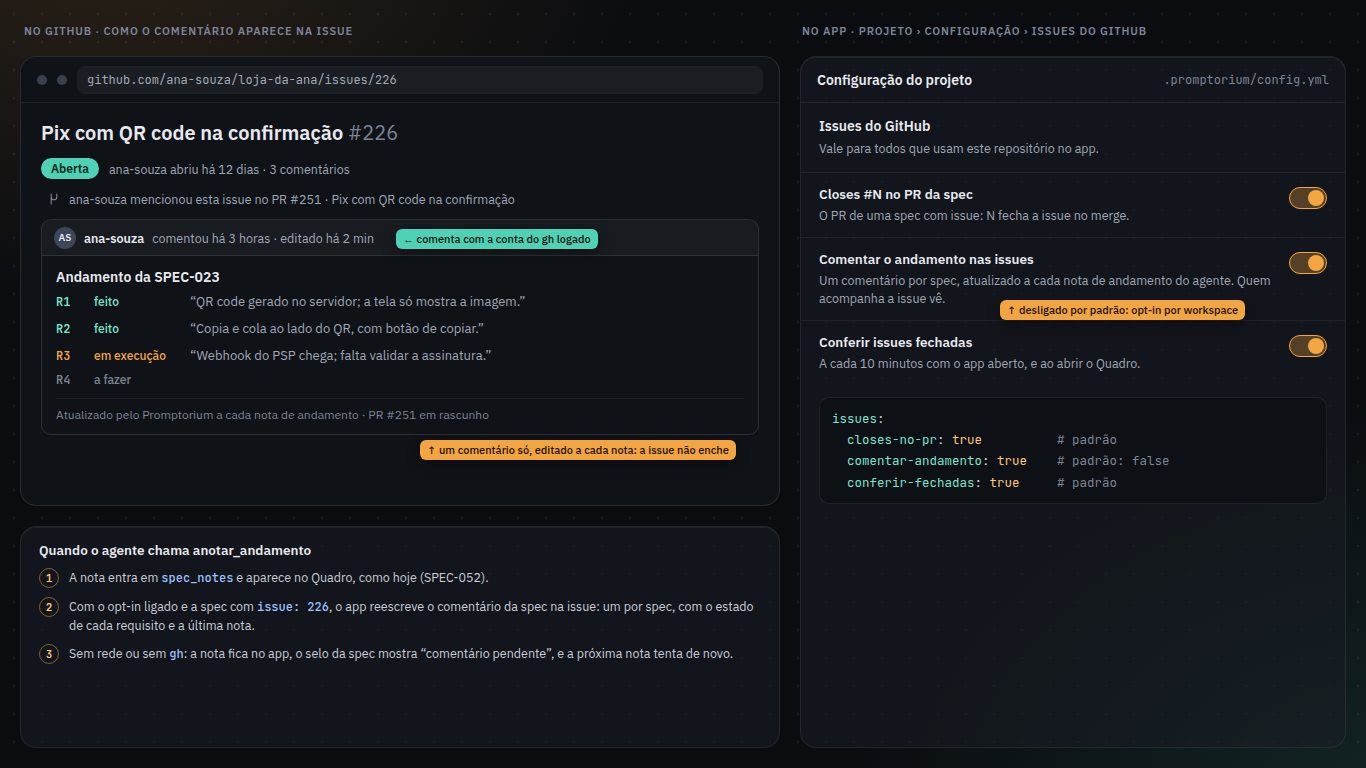 NO GITHUB · COMO O COMENTÁRIO APARECE NA ISSUE
github.com/ana-souza/loja-da-ana/issues/226
Pix com QR code na confirmação #226
Aberta ana-souza abriu há 12 dias · 3 comentários
ana-souza mencionou esta issue no PR #251 · Pix com QR code na confirmação
AS ana-souza comentou há 3 horas · editado há 2 min ← comenta com a conta do gh logado
Andamento da SPEC-023
R1 feito “QR code gerado no servidor; a tela só mostra a imagem.”
R2 feito “Copia e cola ao lado do QR, com botão de copiar.”
R3 em execução “Webhook do PSP chega; falta validar a assinatura.”
R4 a fazer
Atualizado pelo Promptorium a cada nota de andamento · PR #251 em rascunho
↑ um comentário só, editado a cada nota: a issue não enche
Quando o agente chama anotar_andamento
1 A nota entra em spec_notes e aparece no Quadro, como hoje (SPEC-052).
2 Com o opt-in ligado e a spec com issue: 226, o app reescreve o comentário da spec na issue: um por spec, com o estado
de cada requisito e a última nota.
3 Sem rede ou sem gh: a nota fica no app, o selo da spec mostra “comentário pendente”, e a próxima nota tenta de novo.
NO APP · PROJETO › CONFIGURAÇÃO › ISSUES DO GITHUB
Configuração do projeto .promptorium/config.yml
Issues do GitHub
Vale para todos que usam este repositório no app.
Closes #N no PR da spec
O PR de uma spec com issue: N fecha a issue no merge.
Comentar o andamento nas issues
Um comentário por spec, atualizado a cada nota de andamento do agente. Quem
acompanha a issue vê.
↑ desligado por padrão: opt-in por workspace
Conferir issues fechadas
A cada 10 minutos com o app aberto, e ao abrir o Quadro.
issues:
closes-no-pr: true # padrão
comentar-andamento: true # padrão: false
conferir-fechadas: true # padrão